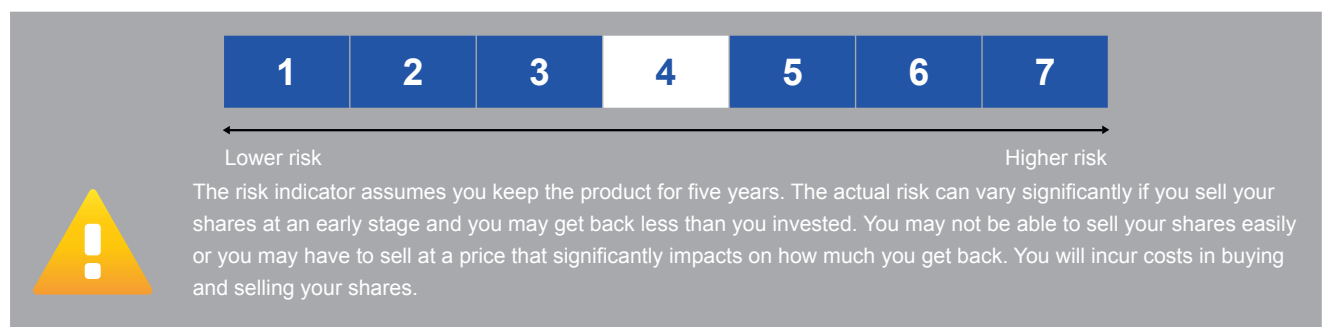 1 2 3 4 5 6 7
Lower risk Higher risk
The risk indicator assumes you keep the product for five years. The actual risk can vary significantly if you sell your
shares at an early stage and you may get back less than you invested. You may not be able to sell your shares easily
or you may have to sell at a price that significantly impacts on how much you get back. You will incur costs in buying
and selling your shares.